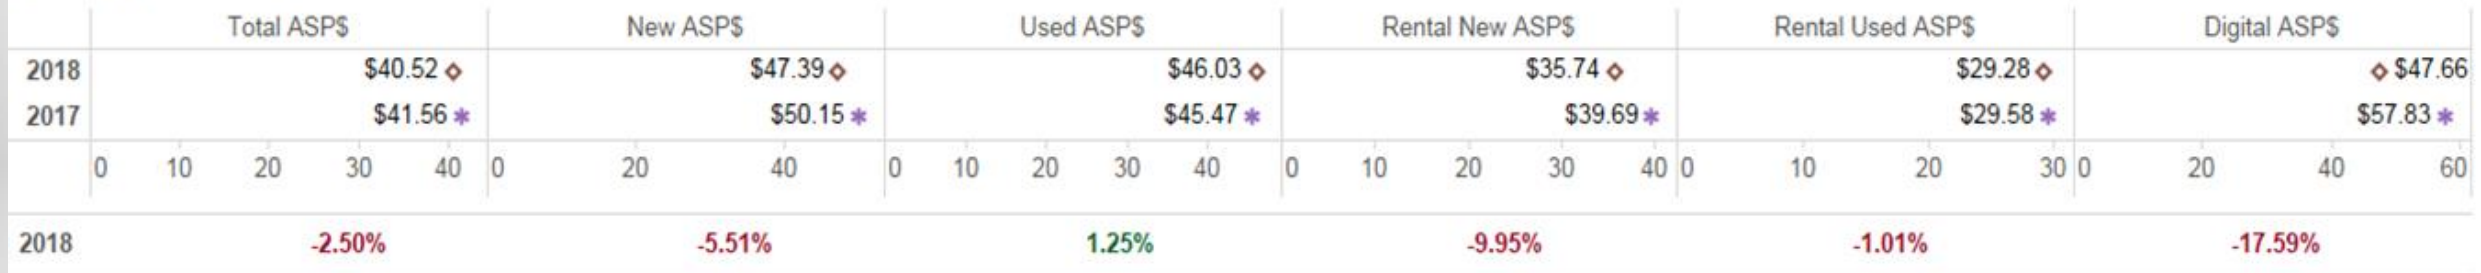 Total ASP$ New ASP$ Used ASP$ Rental New ASP$ Rental Used ASP$ Digital ASP$
2018 $40.52 $47.39 $46.03 $35.74 $29.28 $47.66
2017 $41.56 $50.15 $45.47 $39.69 $29.58 $57.83
0 10 20 30 40 0 20 40 0 10 20 30 40 0 10 20 30 40 0 10 20 30 0 20 40 60
2018 -2.50% -5.51% 1.25% -9.95% -1.01% -17.59%